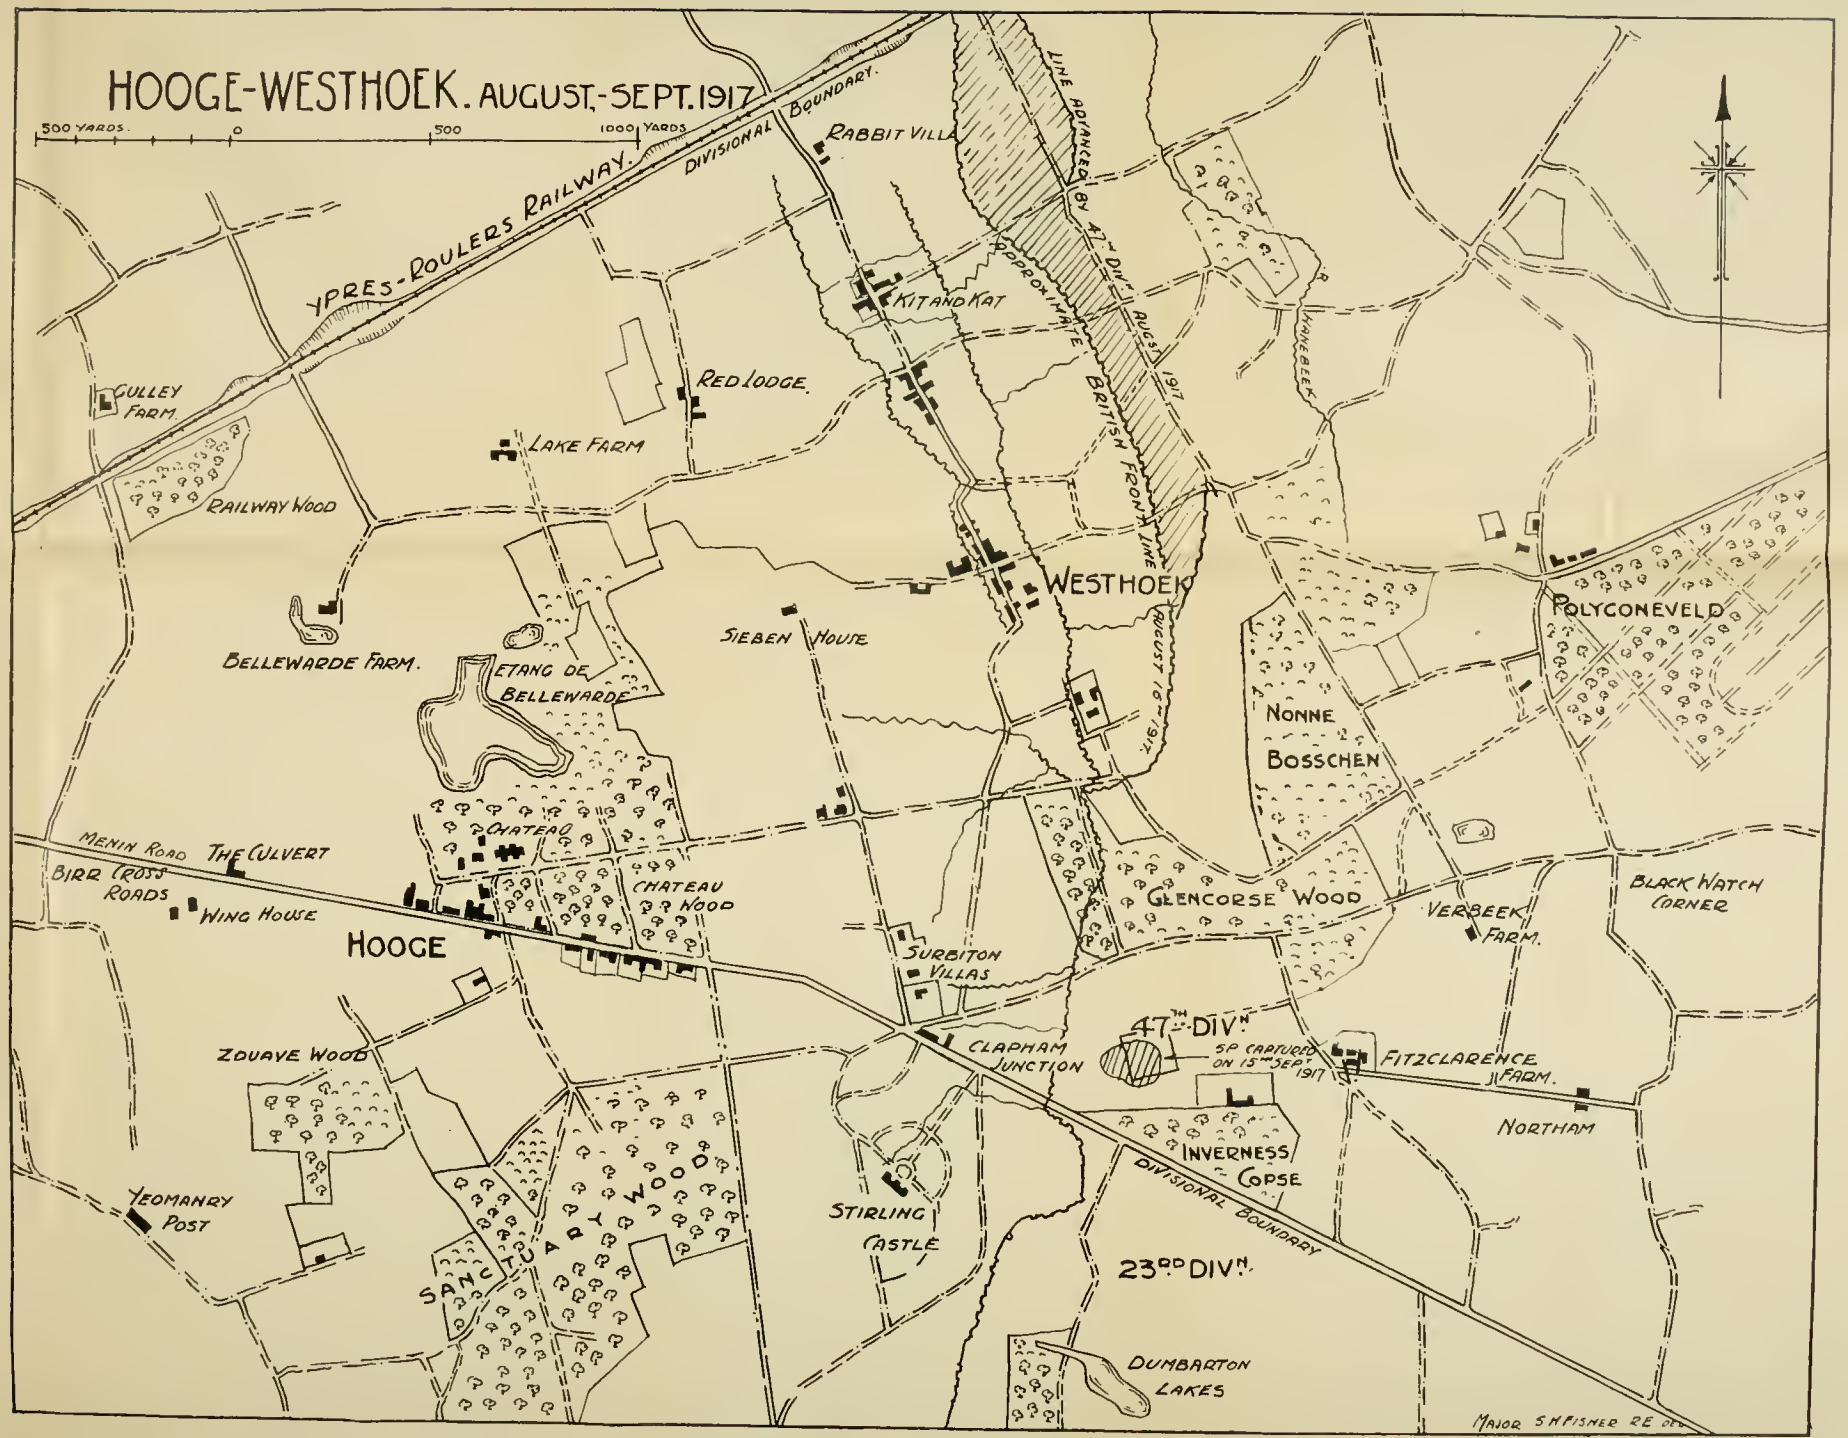 HOOGE-WESTHOEK. AUGUST,-SEPT. 1917
500 YARDS. 0 500 1000 YARDS
YPRES-ROULERS RAILWAY.
DIVISIONAL BOUNDARY.
RABBIT VILLA
LINE ADVANCED BY 47TH DIVN AUGST 1917
APPROXIMATE BRITISH FRONT LINE AUGUST 16TH 1917.
KIT AND KAT
HANEBEEK
GULLEY
FARM.
RED LODGE.
LAKE FARM
RAILWAY WOOD
WESTHOEK
POLYGONEVELD
BELLEWARDE FARM.
SIEBEN HOUSE
ETANG DE
BELLEWARDE
NONNE
BOSSCHEN
MENIN ROAD
THE CULVERT
CHATEAU
BIRR CROSS
ROADS
WING HOUSE
CHATEAU
WOOD
GLENCORSE WOOD
VERBEEK
FARM.
BLACK WATCH
CORNER
HOOGE
SURBITON
VILLAS
47TH DIVN
SP CAPTURED
ON 15TH SEPT
1917
ZOUAVE WOOD
CLAPHAM
JUNCTION
FITZCLARENCE
FARM.
NORTHAM
INVERNESS
COPSE
DIVISIONAL BOUNDARY
YEOMANRY
POST
SANCTUARY WOOD
STIRLING
CASTLE
23RD DIVN.
DUMBARTON
LAKES
MAJOR S H FISHER R E DEL